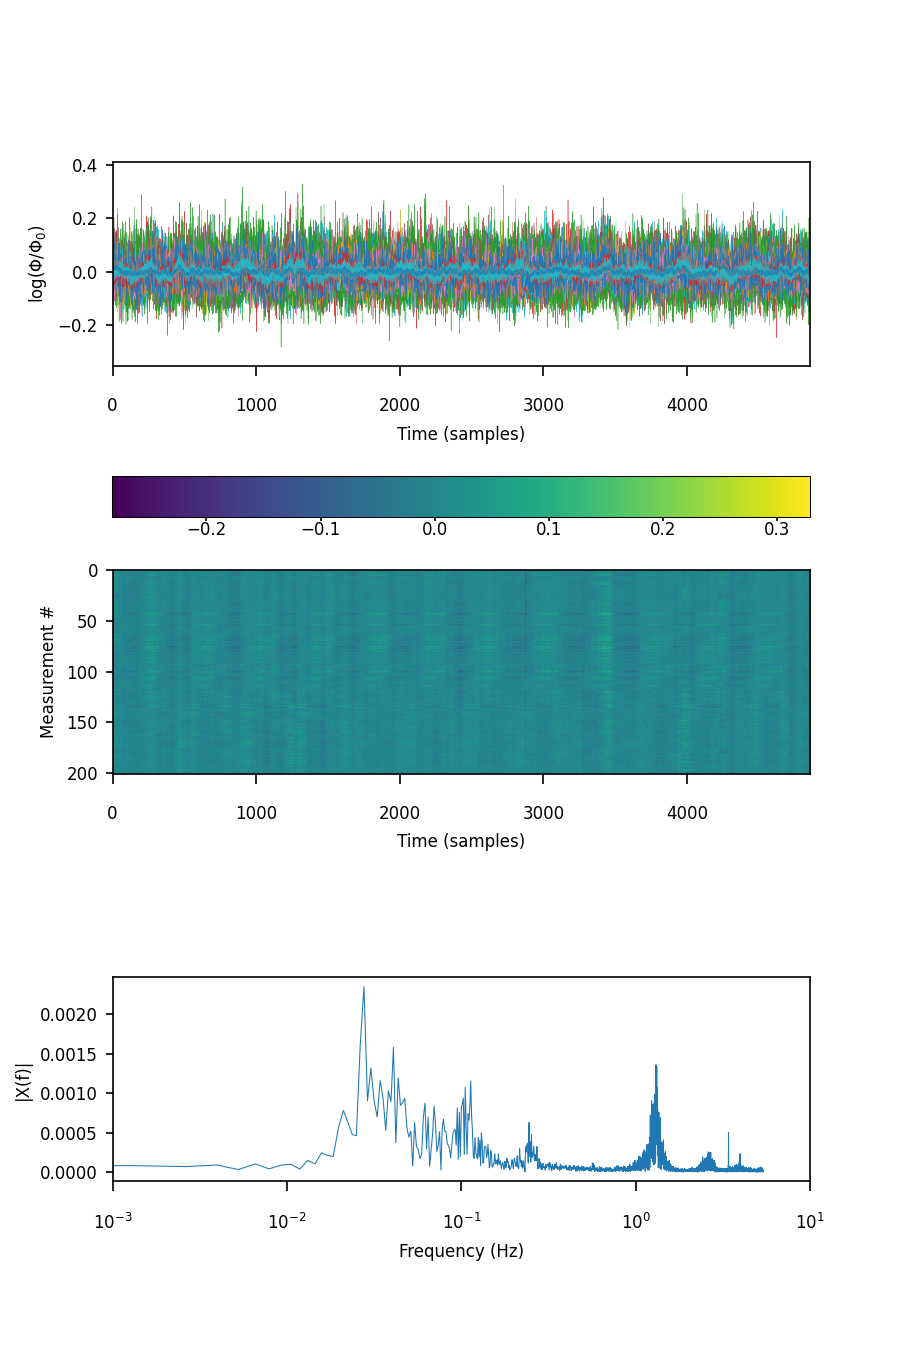 0.4
0.2
0.0
−0.2
log(Φ/Φ₀)
0 1000 2000 3000 4000
Time (samples)
−0.2 −0.1 0.0 0.1 0.2 0.3
0
50
100
150
200
Measurement #
0 1000 2000 3000 4000
Time (samples)
0.0020
0.0015
0.0010
0.0005
0.0000
|X(f)|
10⁻³ 10⁻² 10⁻¹ 10⁰ 10¹
Frequency (Hz)